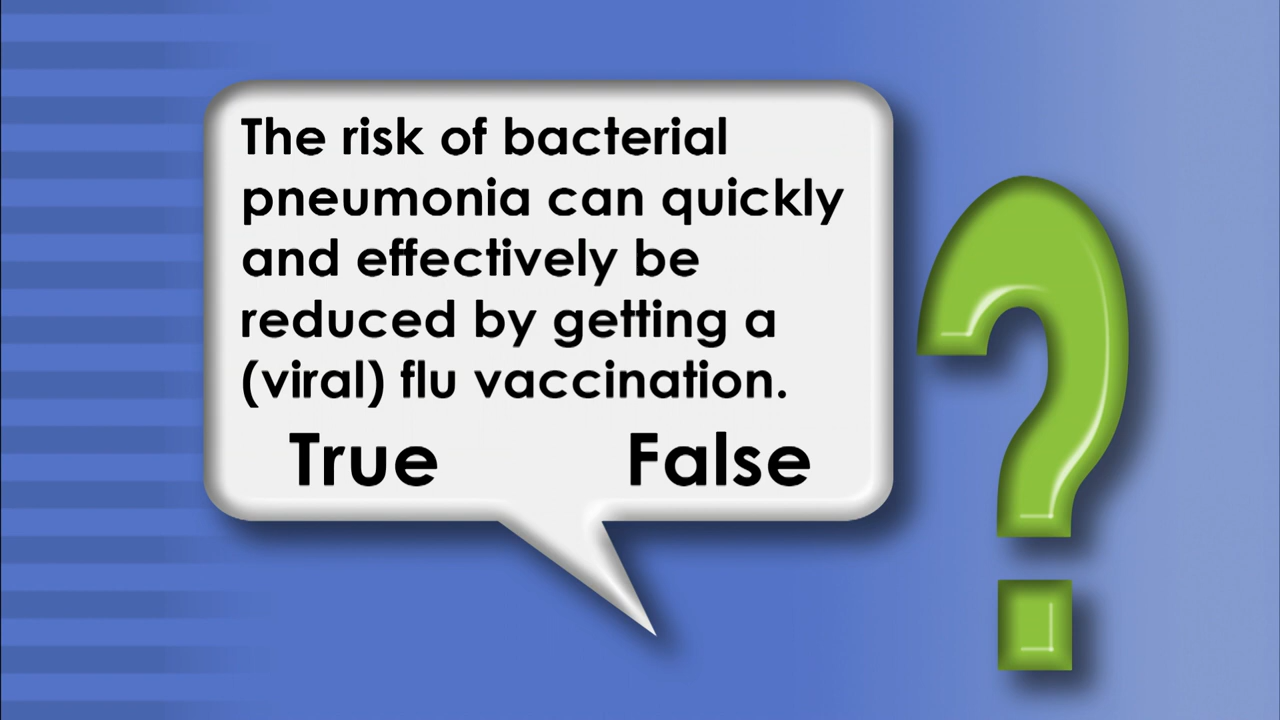 The risk of bacterial
pneumonia can quickly
and effectively be
reduced by getting a
(viral) flu vaccination.
True False
?